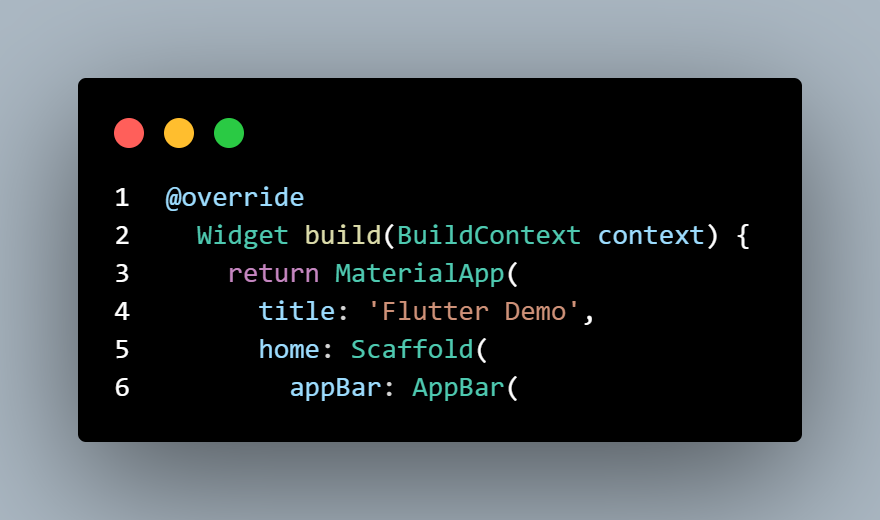 1 @override
2 Widget build(BuildContext context) {
3 return MaterialApp(
4 title: 'Flutter Demo',
5 home: Scaffold(
6 appBar: AppBar(